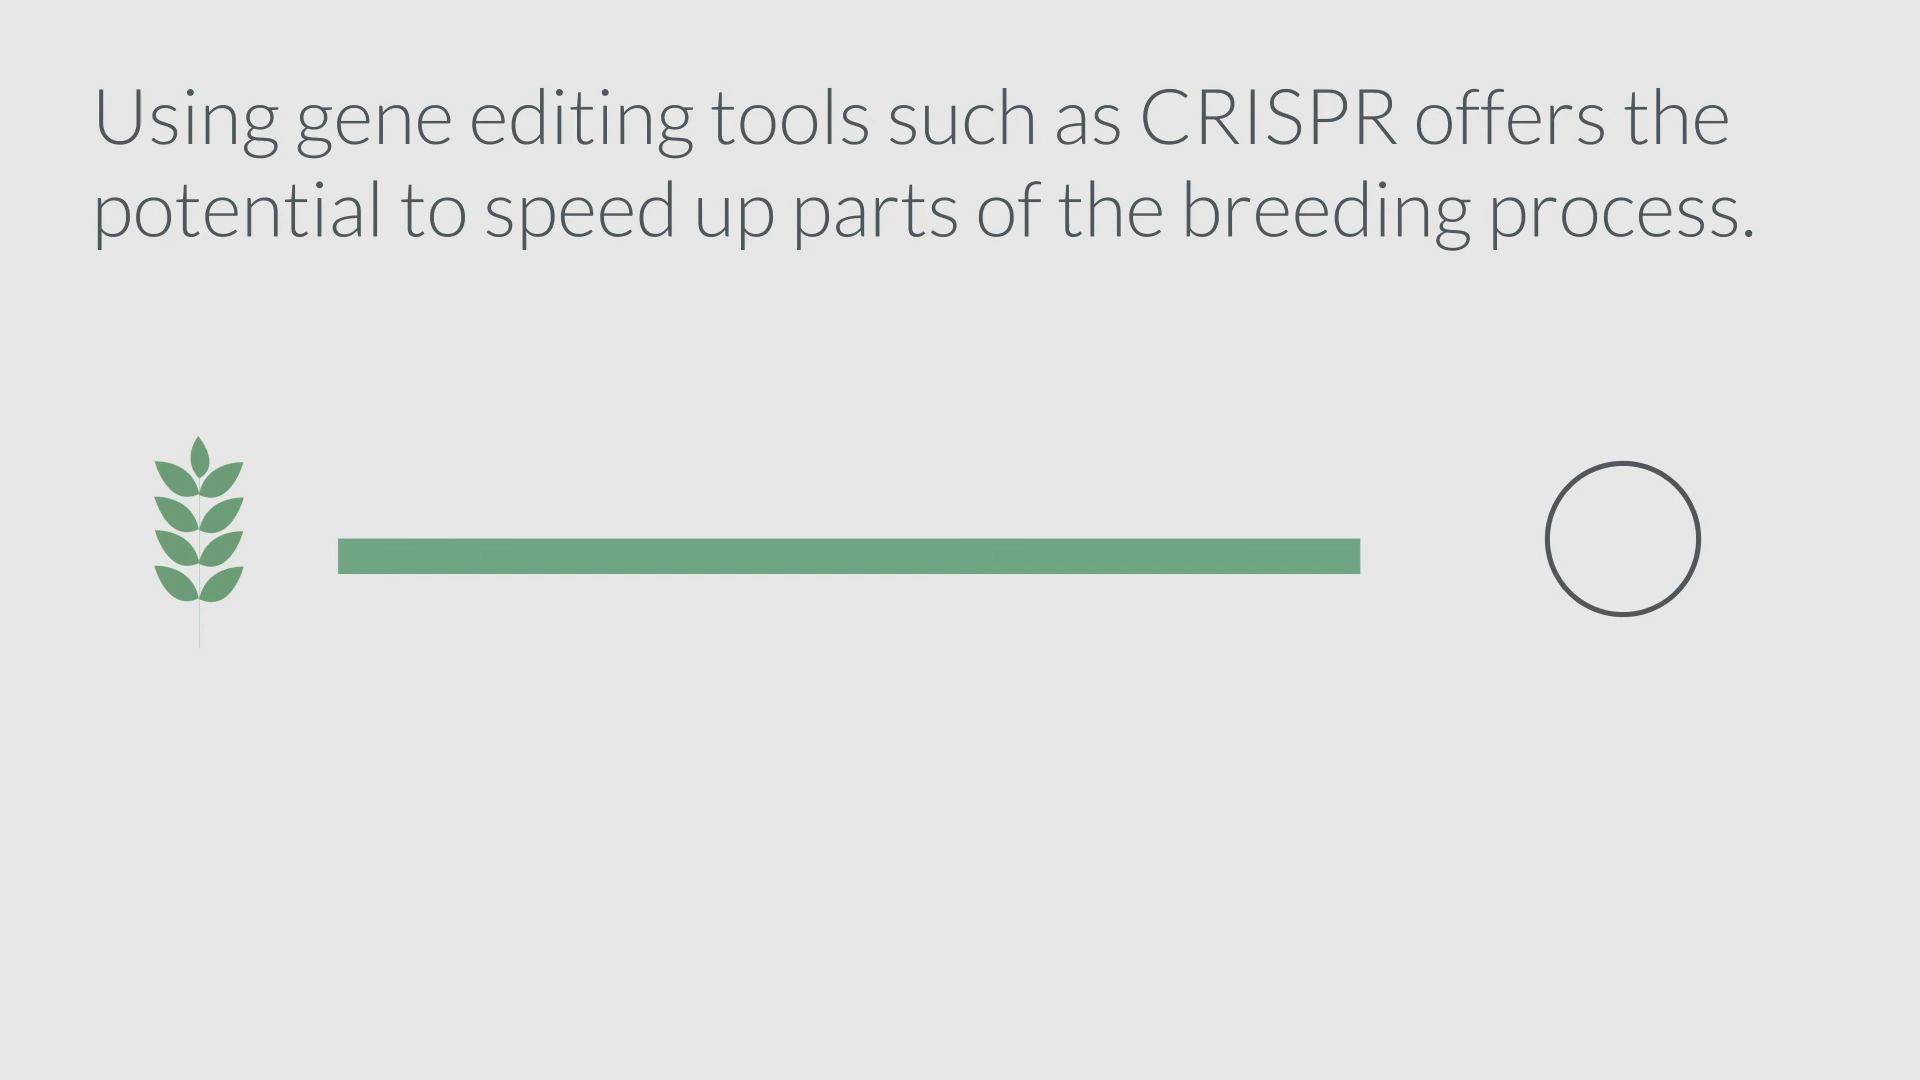 Using gene editing tools such as CRISPR offers the
potential to speed up parts of the breeding process.